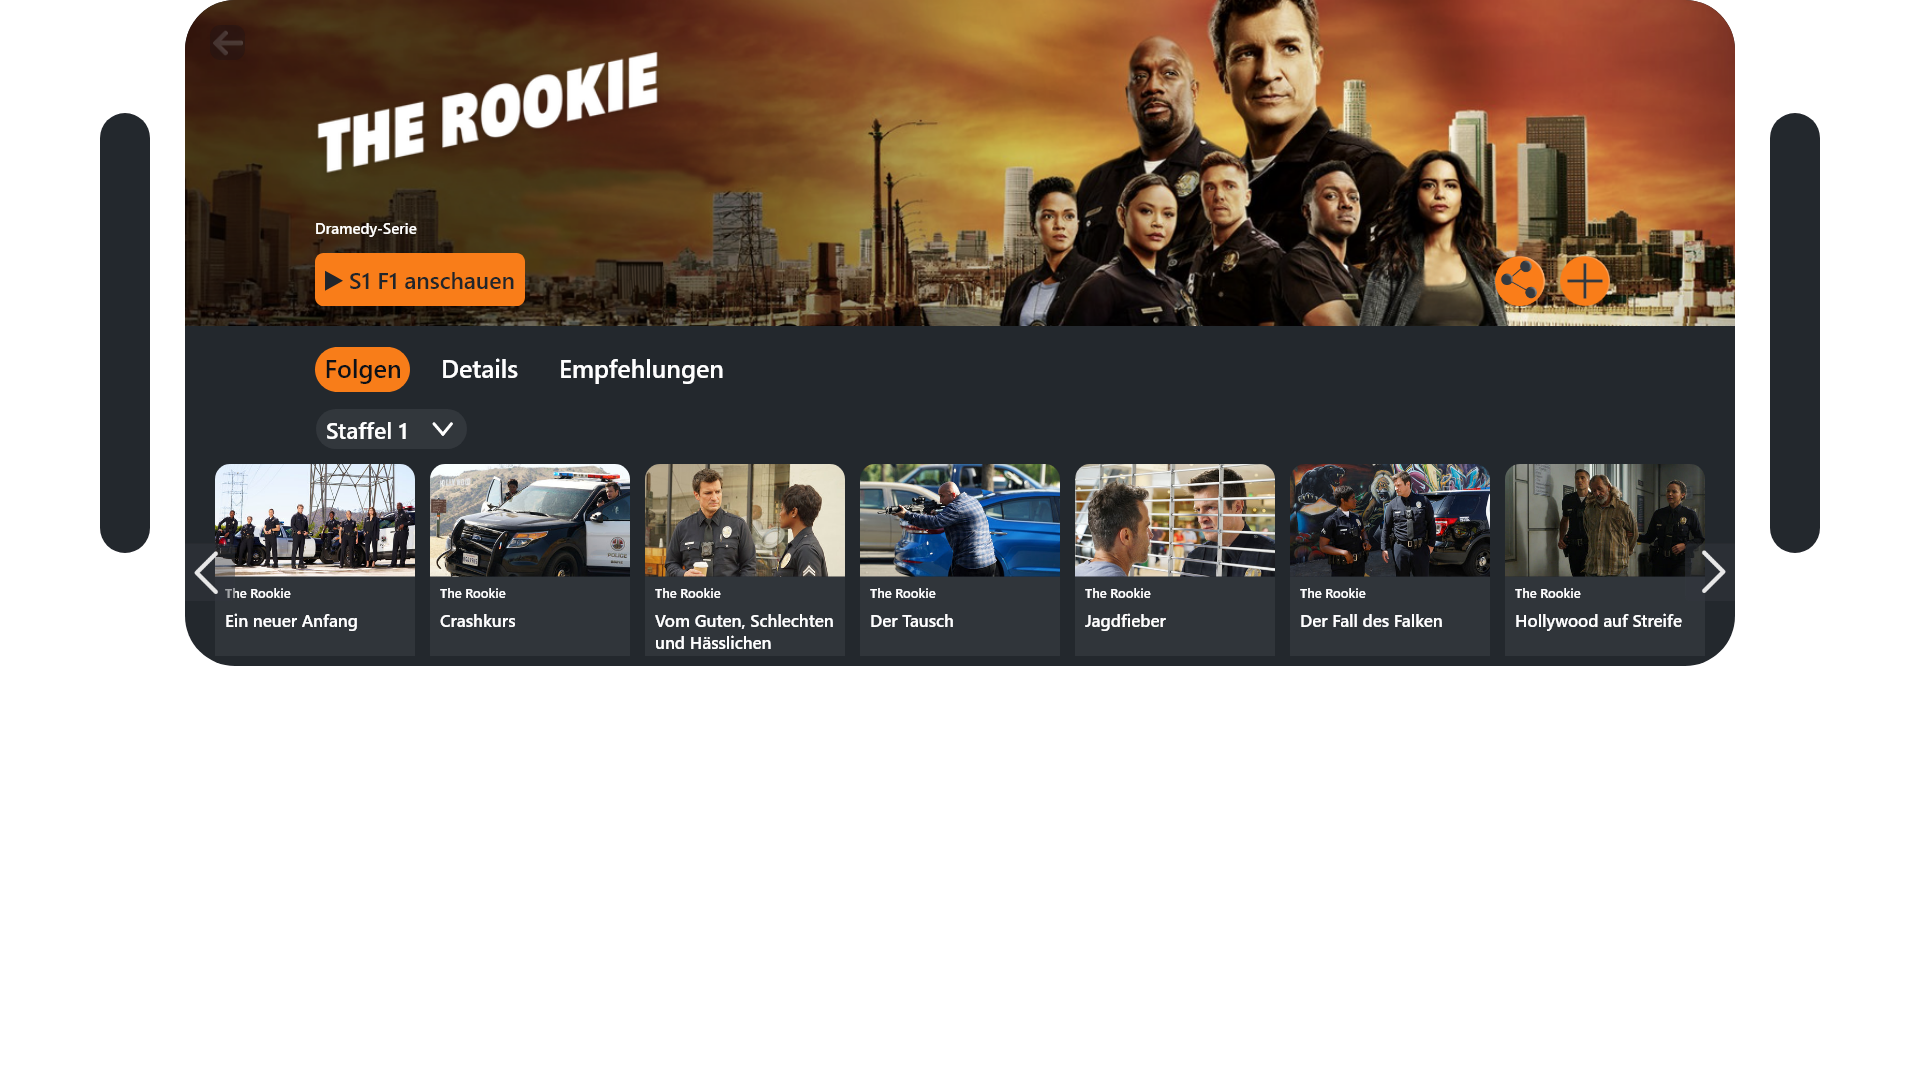 THE ROOKIE
Dramedy-Serie
S1 F1 anschauen
Folgen
Details
Empfehlungen
Staffel 1
The Rookie
Ein neuer Anfang
The Rookie
Crashkurs
The Rookie
Vom Guten, Schlechten
und Hässlichen
The Rookie
Der Tausch
The Rookie
Jagdfieber
The Rookie
Der Fall des Falken
The Rookie
Hollywood auf Streife